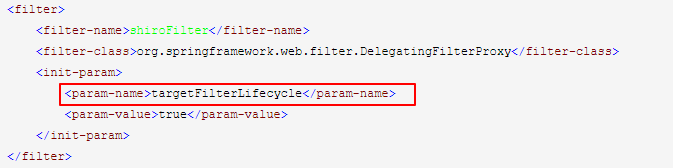 <filter>
<filter-name>shiroFilter</filter-name>
<filter-class>org.springframework.web.filter.DelegatingFilterProxy</filter-class>
<init-param>
<param-name>targetFilterLifecycle</param-name>
<param-value>true</param-value>
</init-param>
</filter>